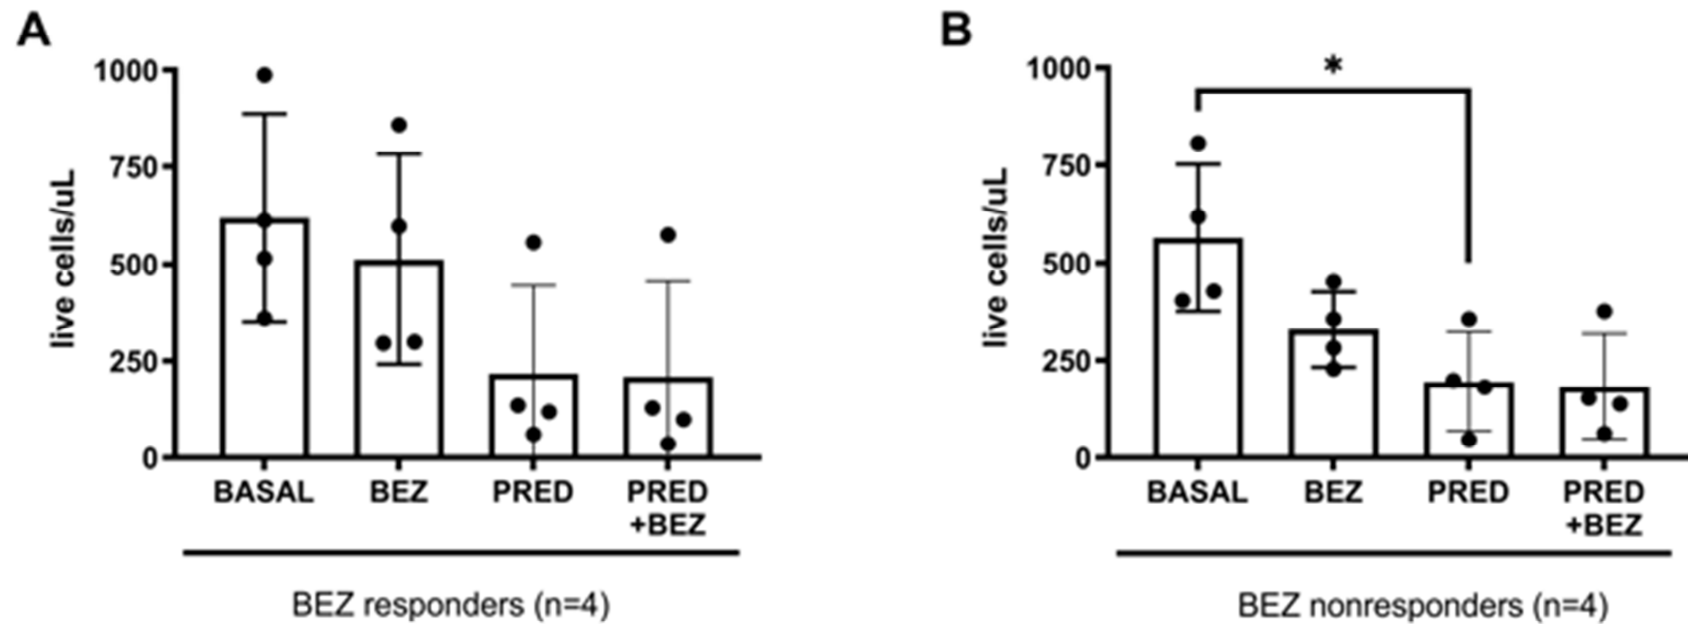 A
B
1000
750
500
250
0
live cells/uL
BASAL
BEZ
PRED
PRED
+BEZ
BEZ responders (n=4)
1000
750
500
250
0
live cells/uL
*
BASAL
BEZ
PRED
PRED
+BEZ
BEZ nonresponders (n=4)